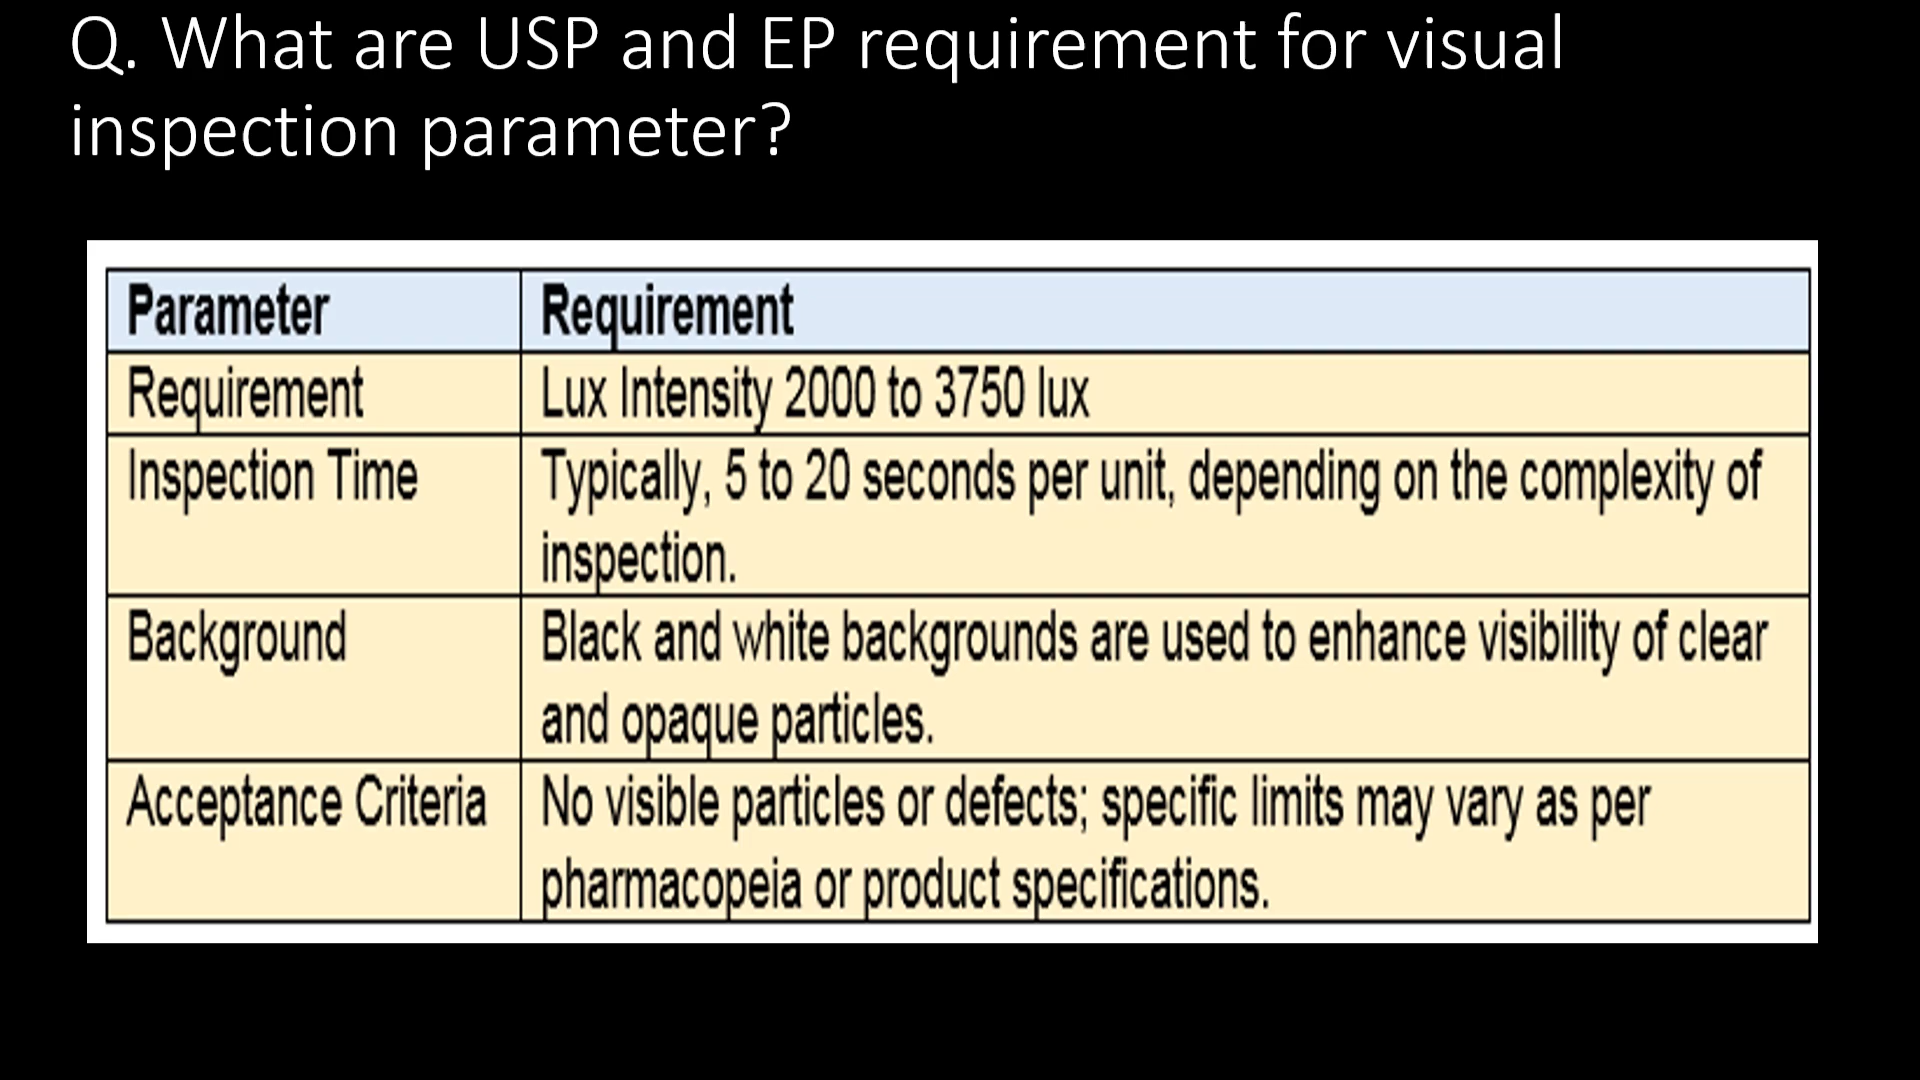 Q. What are USP and EP requirement for visual
inspection parameter?
Parameter Requirement
Requirement Lux Intensity 2000 to 3750 lux
Inspection Time Typically, 5 to 20 seconds per unit, depending on the complexity of
inspection.
Background Black and white backgrounds are used to enhance visibility of clear
and opaque particles.
Acceptance Criteria No visible particles or defects; specific limits may vary as per
pharmacopeia or product specifications.